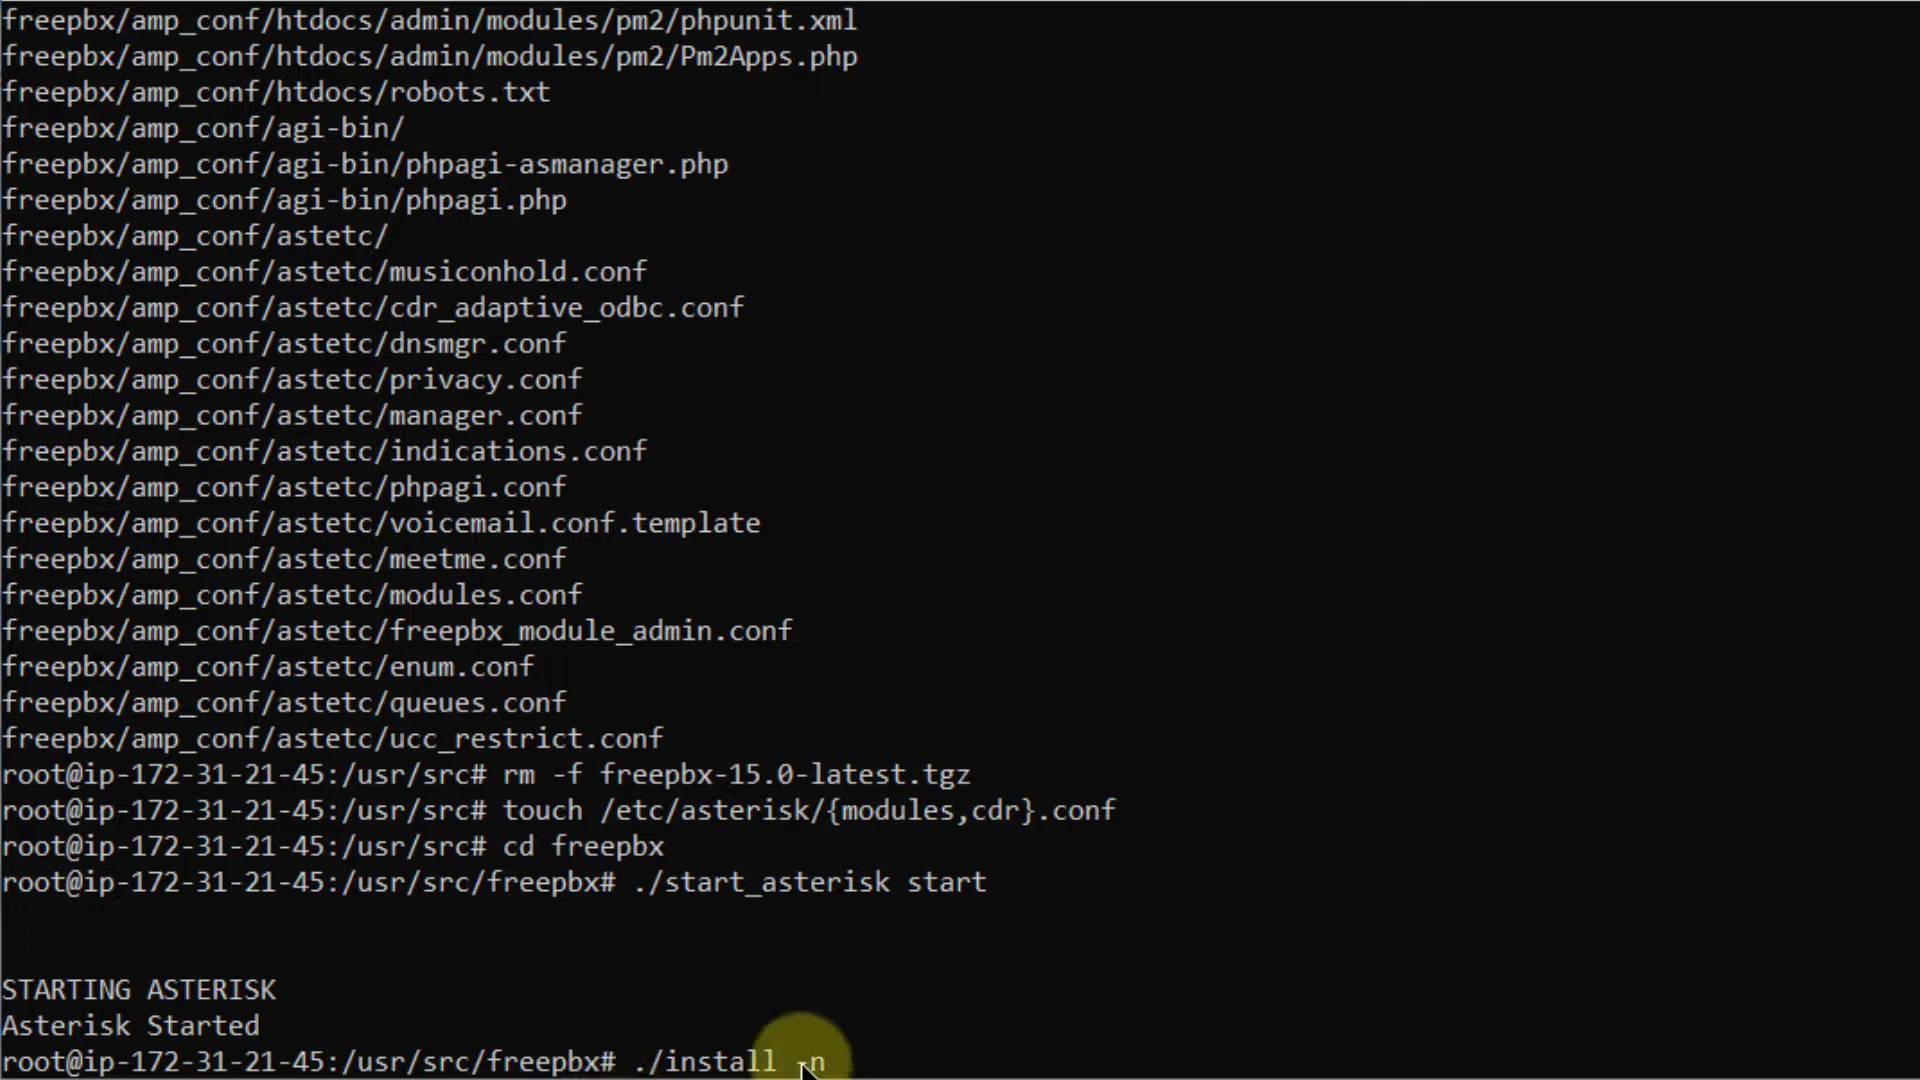 freepbx/amp_conf/htdocs/admin/modules/pm2/phpunit.xml
freepbx/amp_conf/htdocs/admin/modules/pm2/Pm2Apps.php
freepbx/amp_conf/htdocs/robots.txt
freepbx/amp_conf/agi-bin/
freepbx/amp_conf/agi-bin/phpagi-asmanager.php
freepbx/amp_conf/agi-bin/phpagi.php
freepbx/amp_conf/astetc/
freepbx/amp_conf/astetc/musiconhold.conf
freepbx/amp_conf/astetc/cdr_adaptive_odbc.conf
freepbx/amp_conf/astetc/dnsmgr.conf
freepbx/amp_conf/astetc/privacy.conf
freepbx/amp_conf/astetc/manager.conf
freepbx/amp_conf/astetc/indications.conf
freepbx/amp_conf/astetc/phpagi.conf
freepbx/amp_conf/astetc/voicemail.conf.template
freepbx/amp_conf/astetc/meetme.conf
freepbx/amp_conf/astetc/modules.conf
freepbx/amp_conf/astetc/freepbx_module_admin.conf
freepbx/amp_conf/astetc/enum.conf
freepbx/amp_conf/astetc/queues.conf
freepbx/amp_conf/astetc/ucc_restrict.conf
root@ip-172-31-21-45:/usr/src# rm -f freepbx-15.0-latest.tgz
root@ip-172-31-21-45:/usr/src# touch /etc/asterisk/{modules,cdr}.conf
root@ip-172-31-21-45:/usr/src# cd freepbx
root@ip-172-31-21-45:/usr/src/freepbx# ./start_asterisk start
STARTING ASTERISK
Asterisk Started
root@ip-172-31-21-45:/usr/src/freepbx# ./install -n